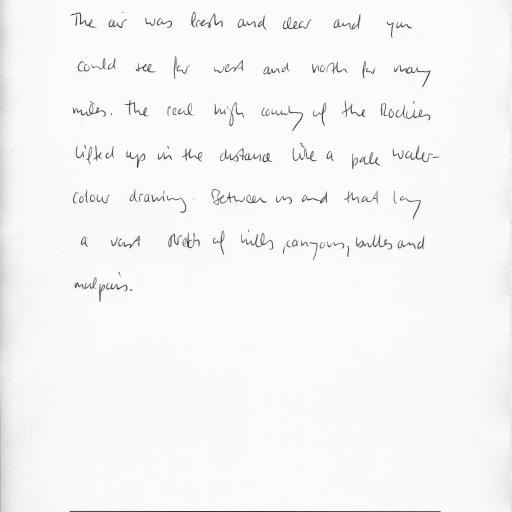 The air was fresh and clear and you
could see far west and north for many
miles. The real high country of the Rockies
lifted up in the distance like a pale water-
colour drawing. Between us and that lay
a vast stretch of hills, canyons, buttes and
malpais.